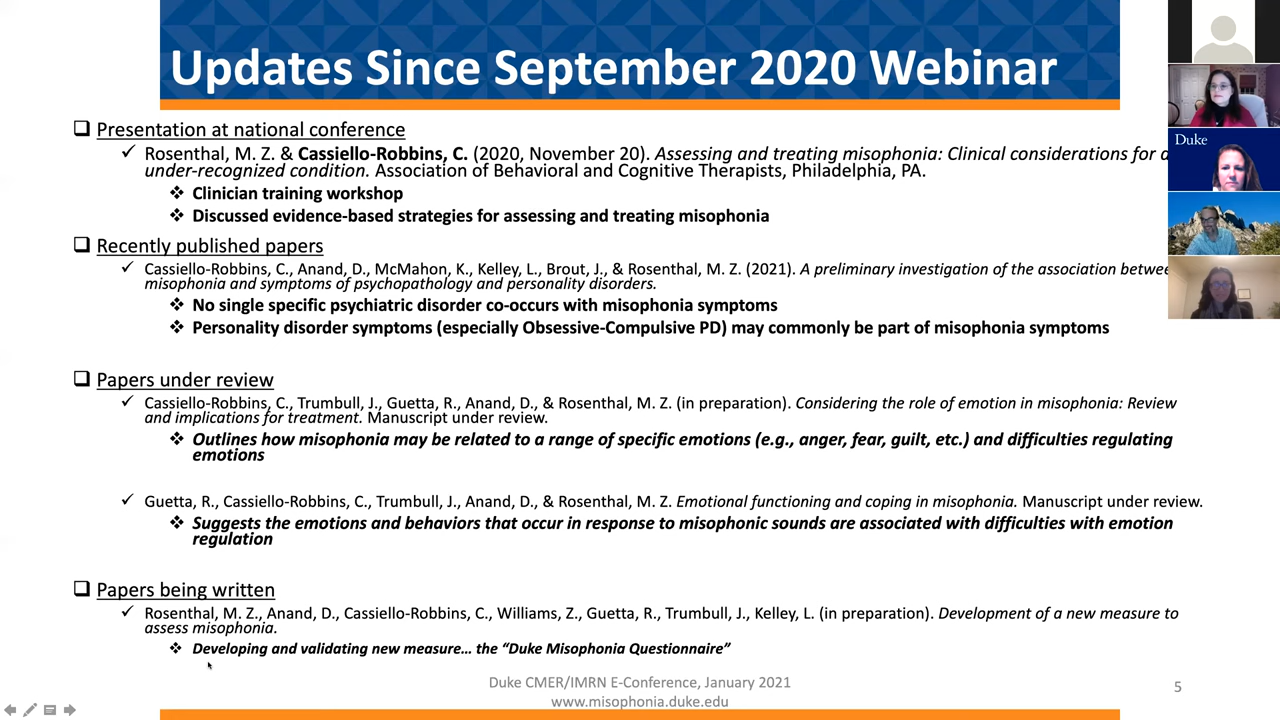 Updates Since September 2020 Webinar
Duke
Presentation at national conference
Rosenthal, M. Z. & Cassiello-Robbins, C. (2020, November 20). Assessing and treating misophonia: Clinical considerations for a
under-recognized condition. Association of Behavioral and Cognitive Therapists, Philadelphia, PA.
Clinician training workshop
Discussed evidence-based strategies for assessing and treating misophonia
Recently published papers
Cassiello-Robbins, C., Anand, D., McMahon, K., Kelley, L., Brout, J., & Rosenthal, M. Z. (2021). A preliminary investigation of the association betwe
misophonia and symptoms of psychopathology and personality disorders.
No single specific psychiatric disorder co-occurs with misophonia symptoms
Personality disorder symptoms (especially Obsessive-Compulsive PD) may commonly be part of misophonia symptoms
Papers under review
Cassiello-Robbins, C., Trumbull, J., Guetta, R., Anand, D., & Rosenthal, M. Z. (in preparation). Considering the role of emotion in misophonia: Review
and implications for treatment. Manuscript under review.
Outlines how misophonia may be related to a range of specific emotions (e.g., anger, fear, guilt, etc.) and difficulties regulating
emotions
Guetta, R., Cassiello-Robbins, C., Trumbull, J., Anand, D., & Rosenthal, M. Z. Emotional functioning and coping in misophonia. Manuscript under review.
Suggests the emotions and behaviors that occur in response to misophonic sounds are associated with difficulties with emotion
regulation
Papers being written
Rosenthal, M. Z., Anand, D., Cassiello-Robbins, C., Williams, Z., Guetta, R., Trumbull, J., Kelley, L. (in preparation). Development of a new measure to
assess misophonia.
Developing and validating new measure… the “Duke Misophonia Questionnaire”
Duke CMER/IMRN E-Conference, January 2021
www.misophonia.duke.edu
5